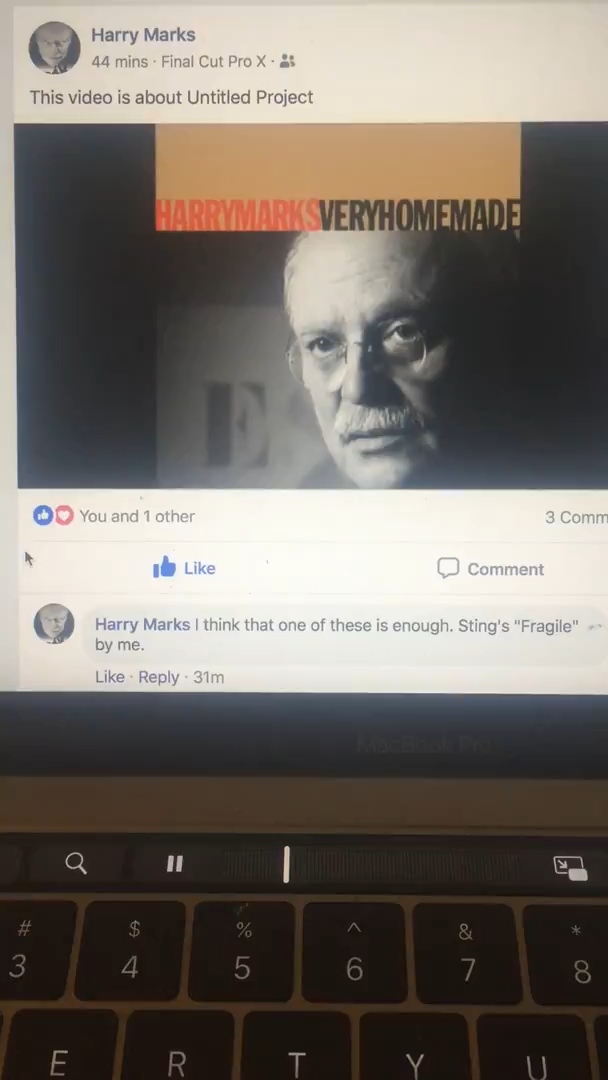 Harry Marks
44 mins · Final Cut Pro X ·
This video is about Untitled Project
HARRYMARKSVERYHOMEMADE
E
You and 1 other
3 Comm
Like
Comment
Harry Marks I think that one of these is enough. Sting's "Fragile"
by me.
Like · Reply · 31m
MacBook Pro
# $ % ^ & *
3 4 5 6 7 8
E R T Y U